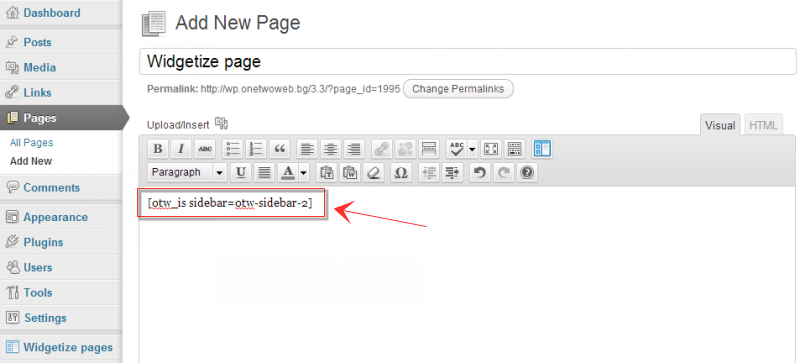 Dashboard
Posts
Media
Links
Pages
All Pages
Add New
Comments
Appearance
Plugins
Users
Tools
Settings
Widgetize pages
Add New Page
Widgetize page
Permalink: http://wp.onetwoweb.bg/3.3/?page_id=1995 Change Permalinks
Upload/Insert
Visual HTML
B I ABC ABC
Paragraph U A T W Ω
[otw_is sidebar=otw-sidebar-2]